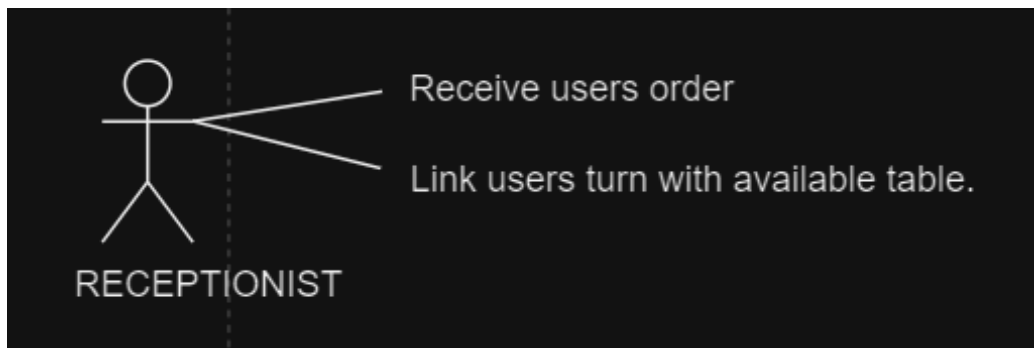 Receive users order
Link users turn with available table.
RECEPTIONIST